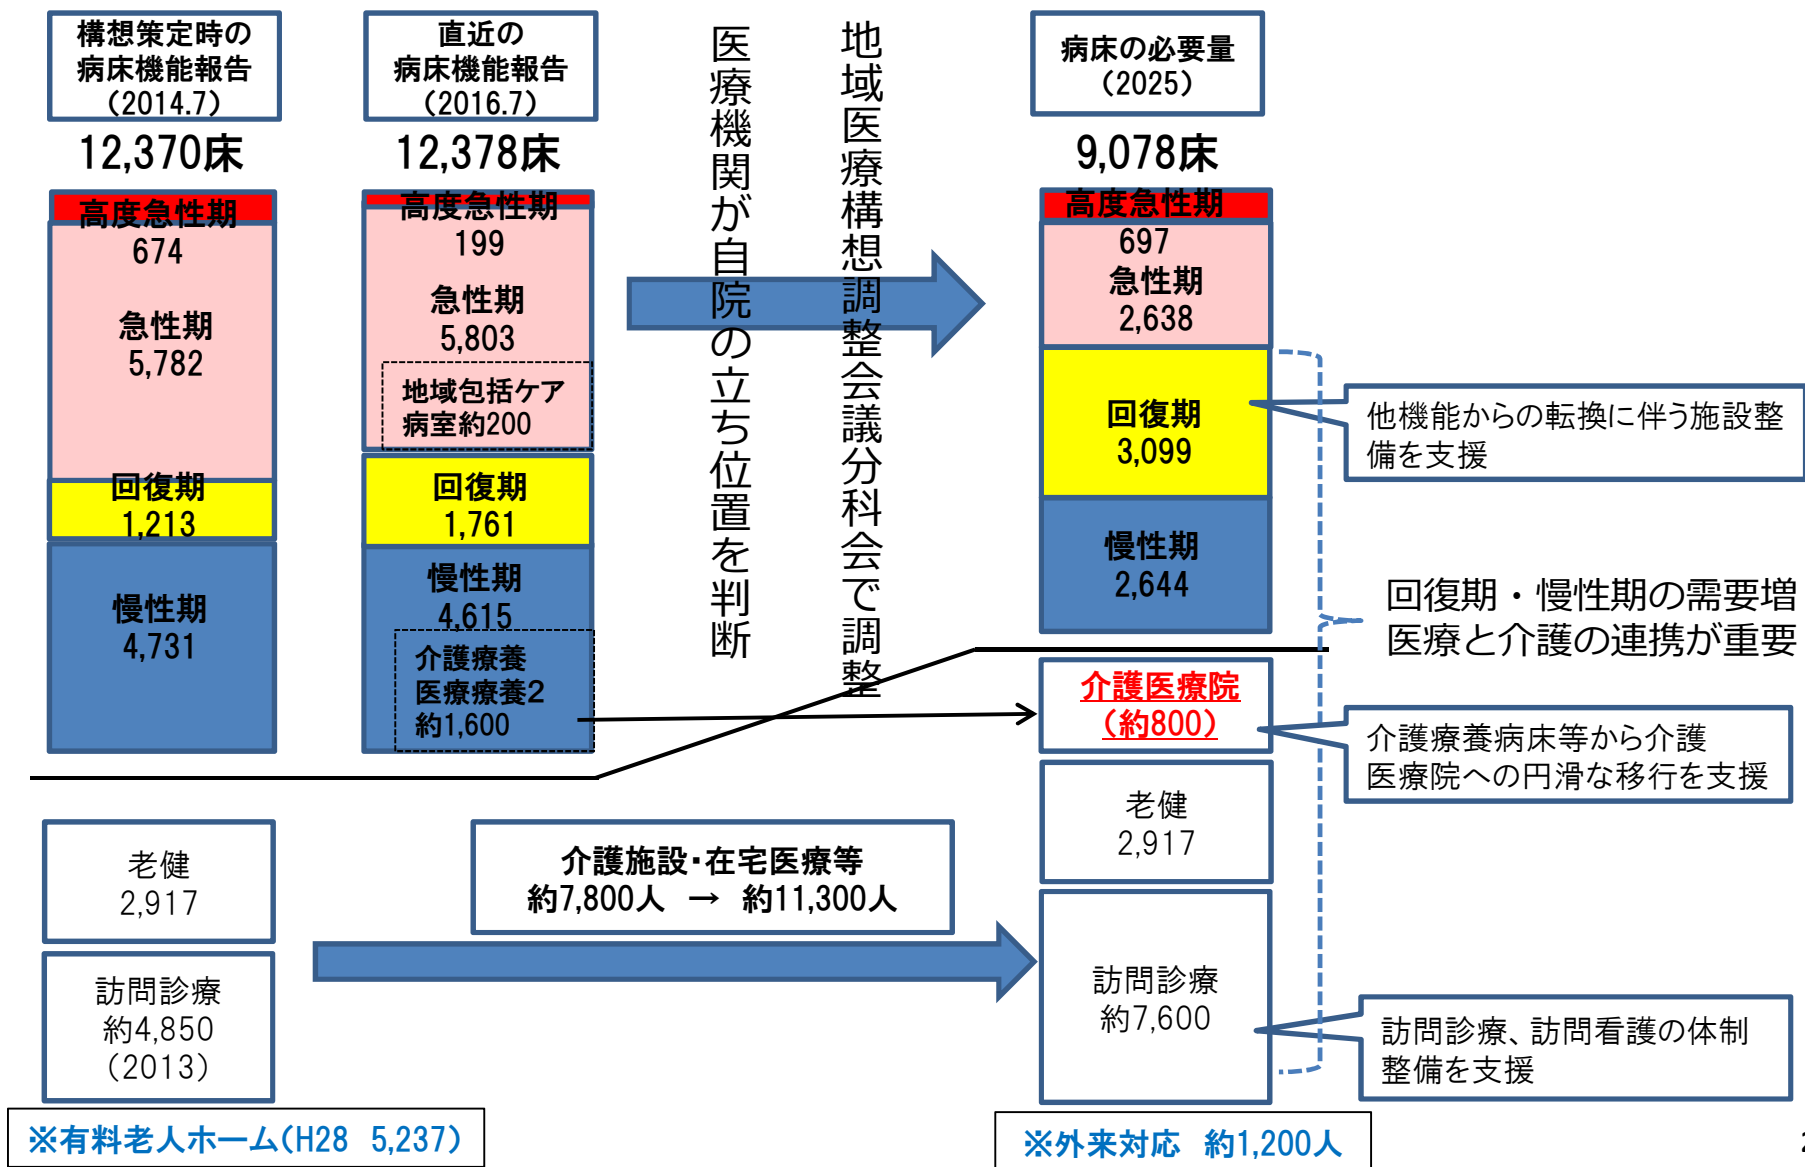 構想策定時の
病床機能報告
(2014.7)
12,370床
高度急性期
674
急性期
5,782
回復期
1,213
慢性期
4,731
直近の
病床機能報告
(2016.7)
12,378床
高度急性期
199
急性期
5,803
地域包括ケア
病室約200
回復期
1,761
慢性期
4,615
介護療養
医療療養2
約1,600
医療機関が自院の立ち位置を判断
地域医療構想調整会議分科会で調整
病床の必要量
(2025)
9,078床
高度急性期
697
急性期
2,638
回復期
3,099
慢性期
2,644
他機能からの転換に伴う施設整
備を支援
回復期・慢性期の需要増
医療と介護の連携が重要
介護医療院
(約800)
介護療養病床等から介護
医療院への円滑な移行を支援
老健
2,917
訪問診療
約4,850
(2013)
介護施設・在宅医療等
約7,800人 → 約11,300人
老健
2,917
訪問診療
約7,600
訪問診療、訪問看護の体制
整備を支援
※有料老人ホーム(H28 5,237)
※外来対応 約1,200人